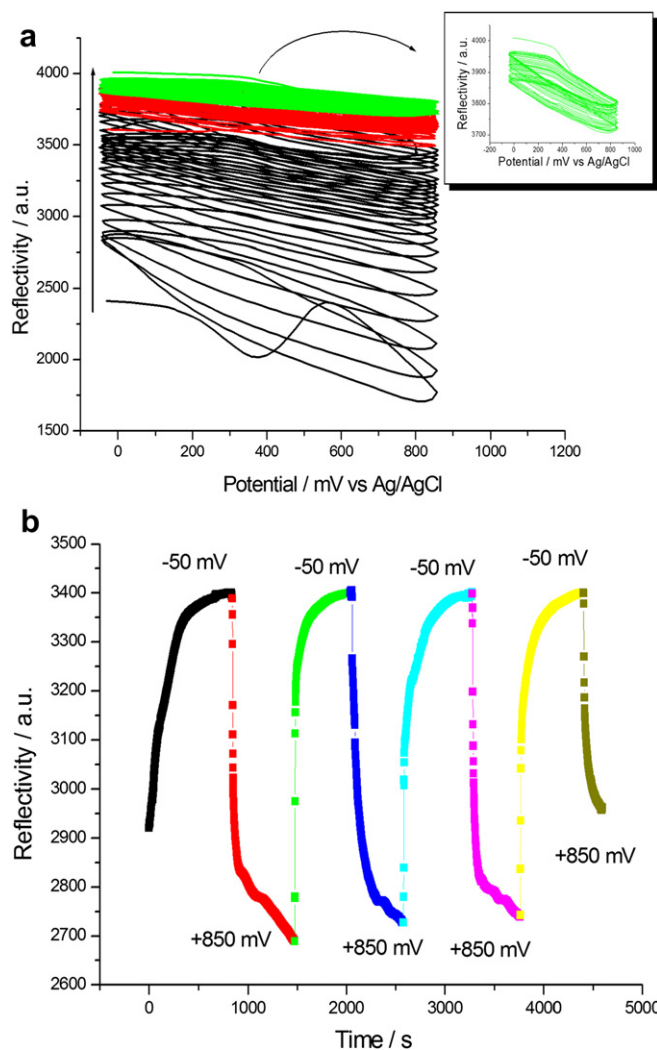 a
4000
3500
3000
2500
2000
1500
0 200 400 600 800 1000 1200
Reflectivity / a.u.
Potential / mV vs Ag/AgCl
4000
3900
3800
3700
-200 0 200 400 600 800 1000
Reflectivity / a.u.
Potential / mV vs Ag/AgCl
b
3500
3400
3300
3200
3100
3000
2900
2800
2700
2600
-50 mV -50 mV -50 mV -50 mV
+850 mV +850 mV +850 mV +850 mV
0 1000 2000 3000 4000 5000
Reflectivity / a.u.
Time / s